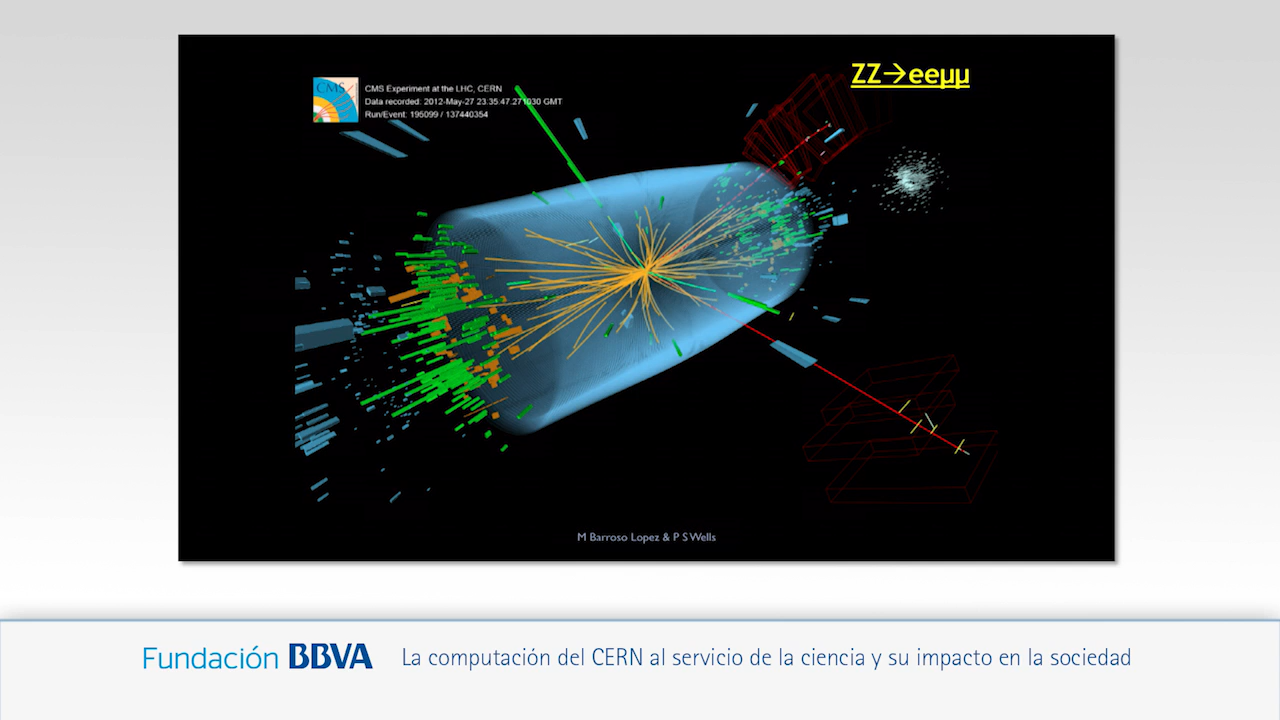 ZZ→eeμμ
CMS
CMS Experiment at the LHC, CERN
Data recorded: 2012-May-27 23:35:47.271030 GMT
Run/Event: 195099 / 137440354
M Barroso Lopez & P S Wells
Fundación BBVA
La computación del CERN al servicio de la ciencia y su impacto en la sociedad